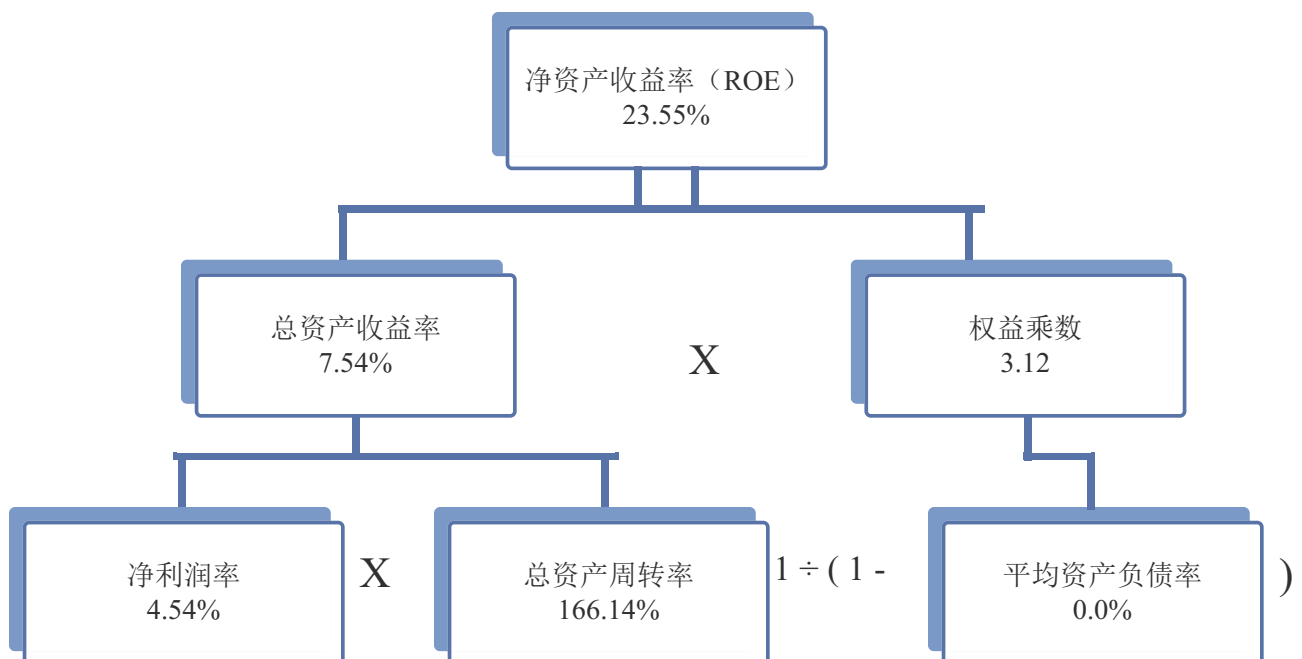 净资产收益率（ROE）
23.55%
总资产收益率
7.54%
X
权益乘数
3.12
净利润率
4.54%
X
总资产周转率
166.14%
1 ÷ ( 1 -
平均资产负债率
0.0%
)